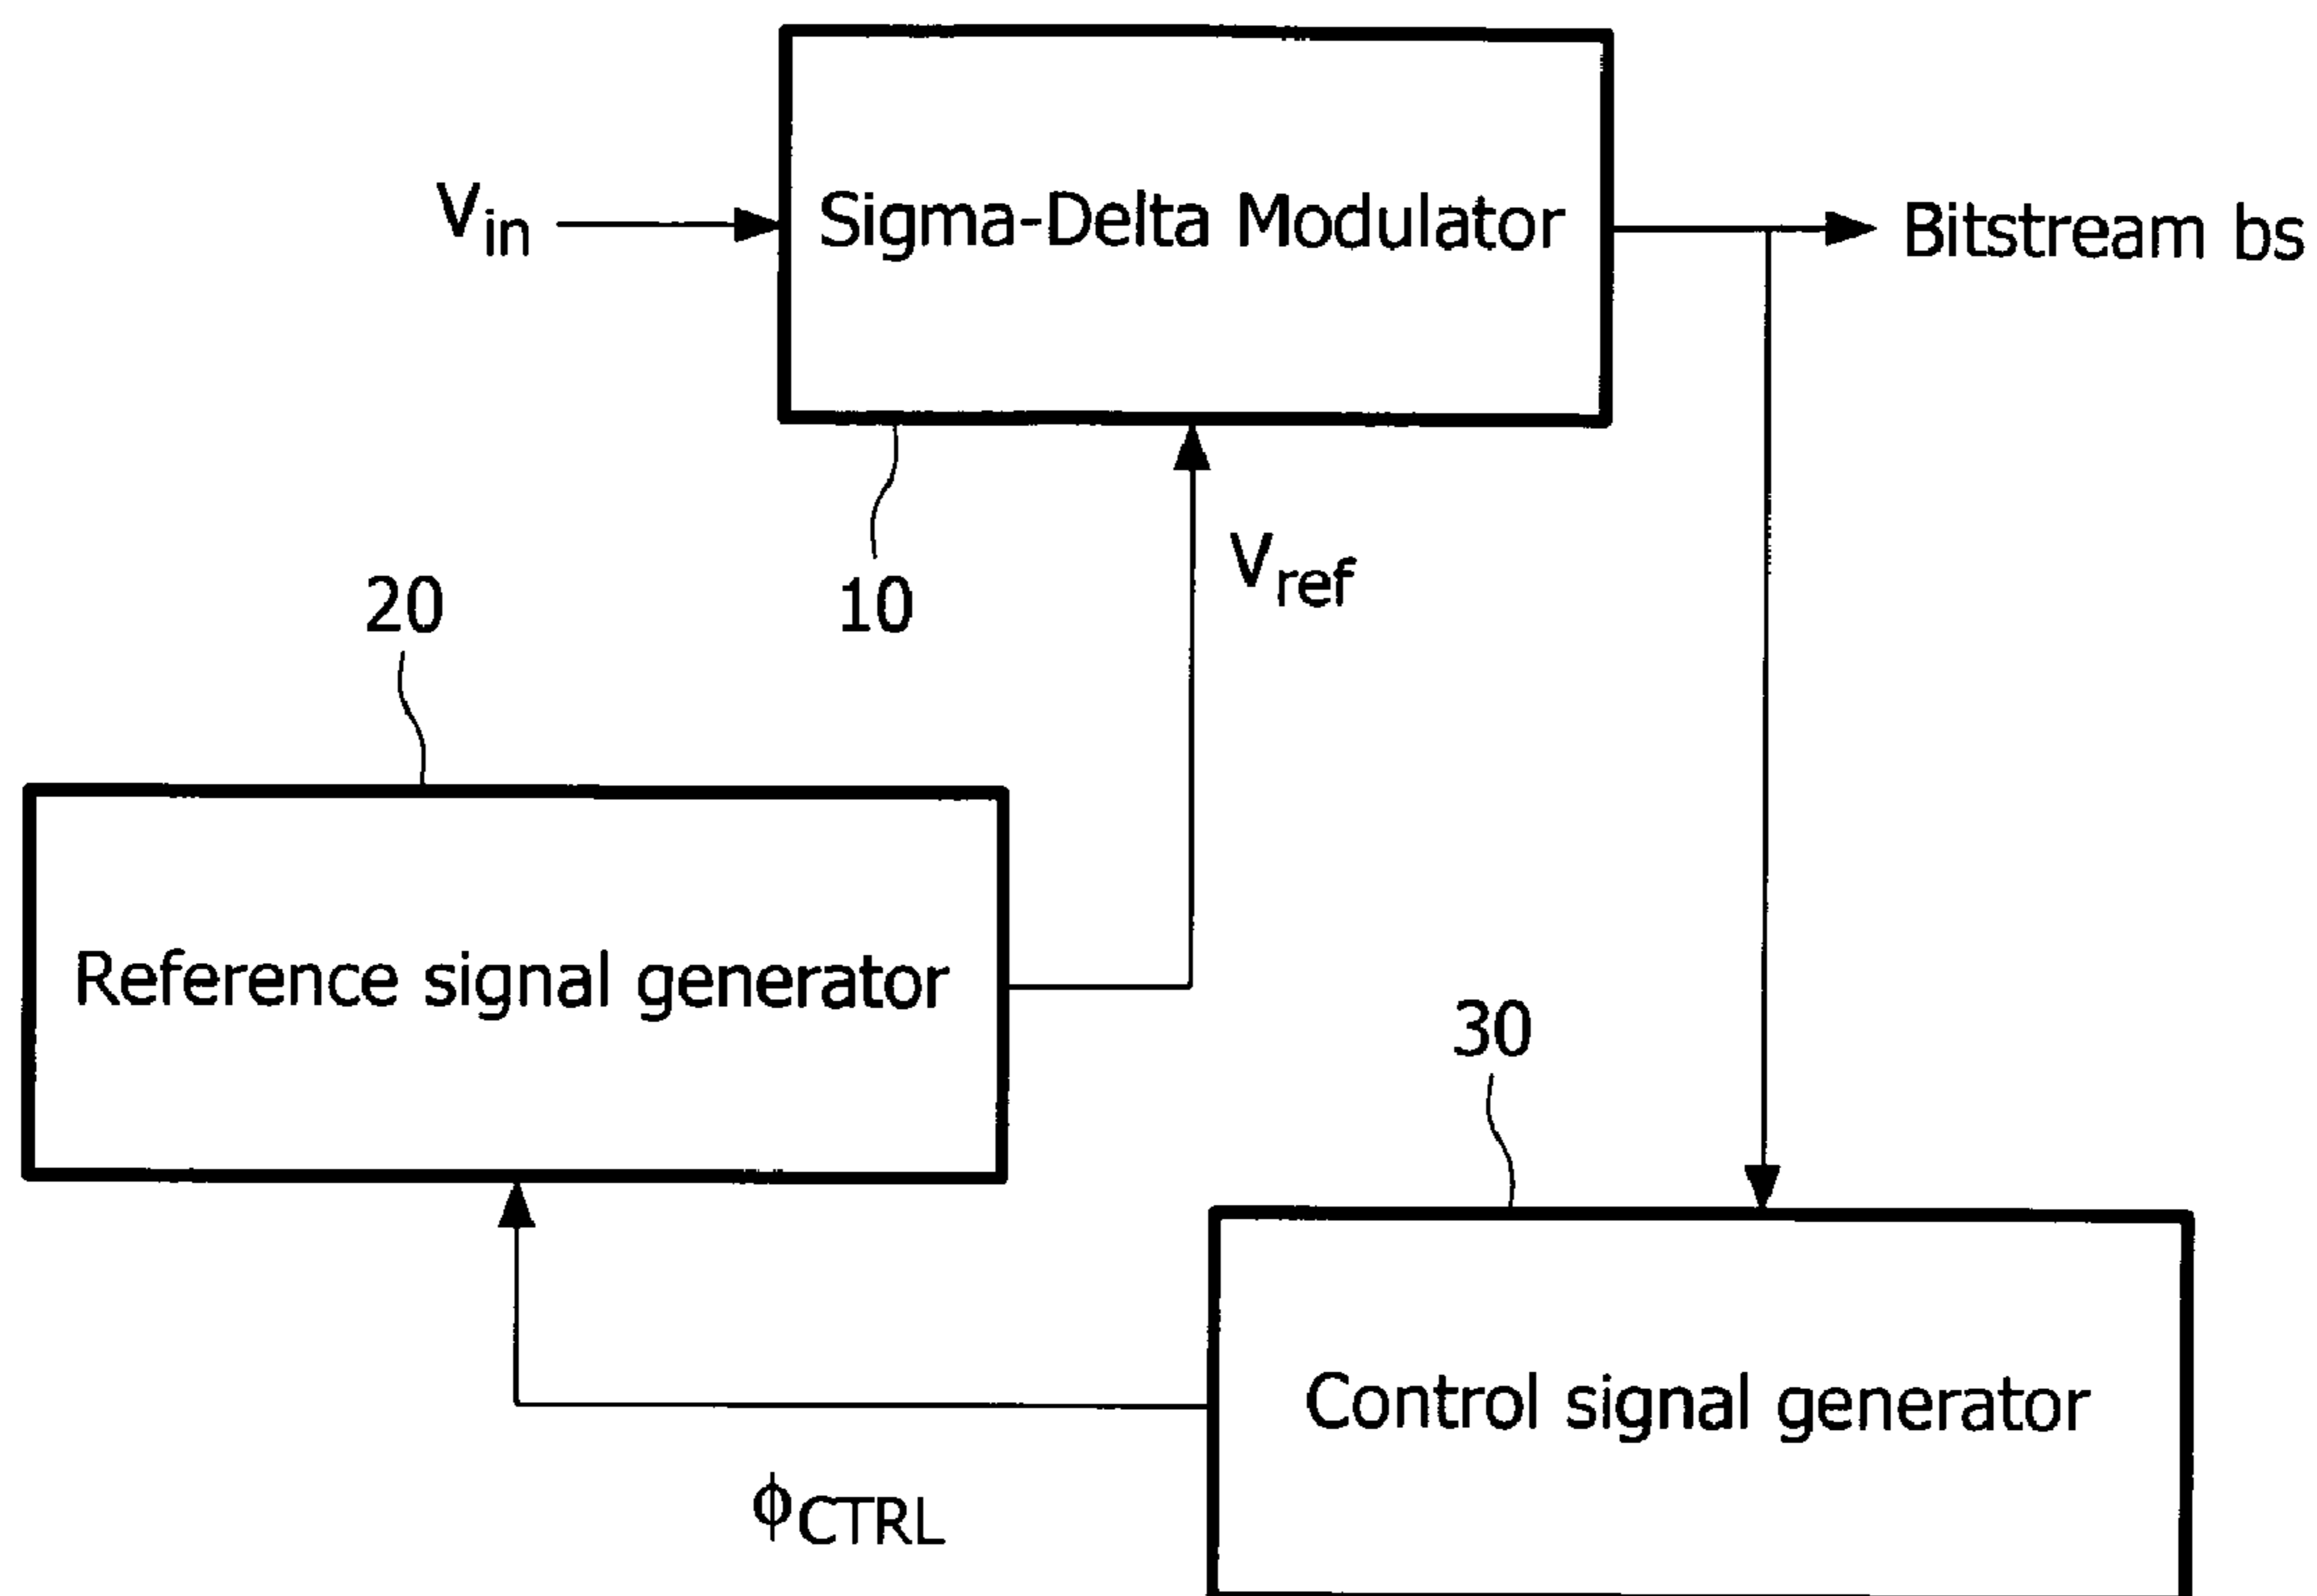 Vin
Sigma-Delta Modulator
Bitstream bs
Vref
20
10
Reference signal generator
30
Control signal generator
ϕCTRL